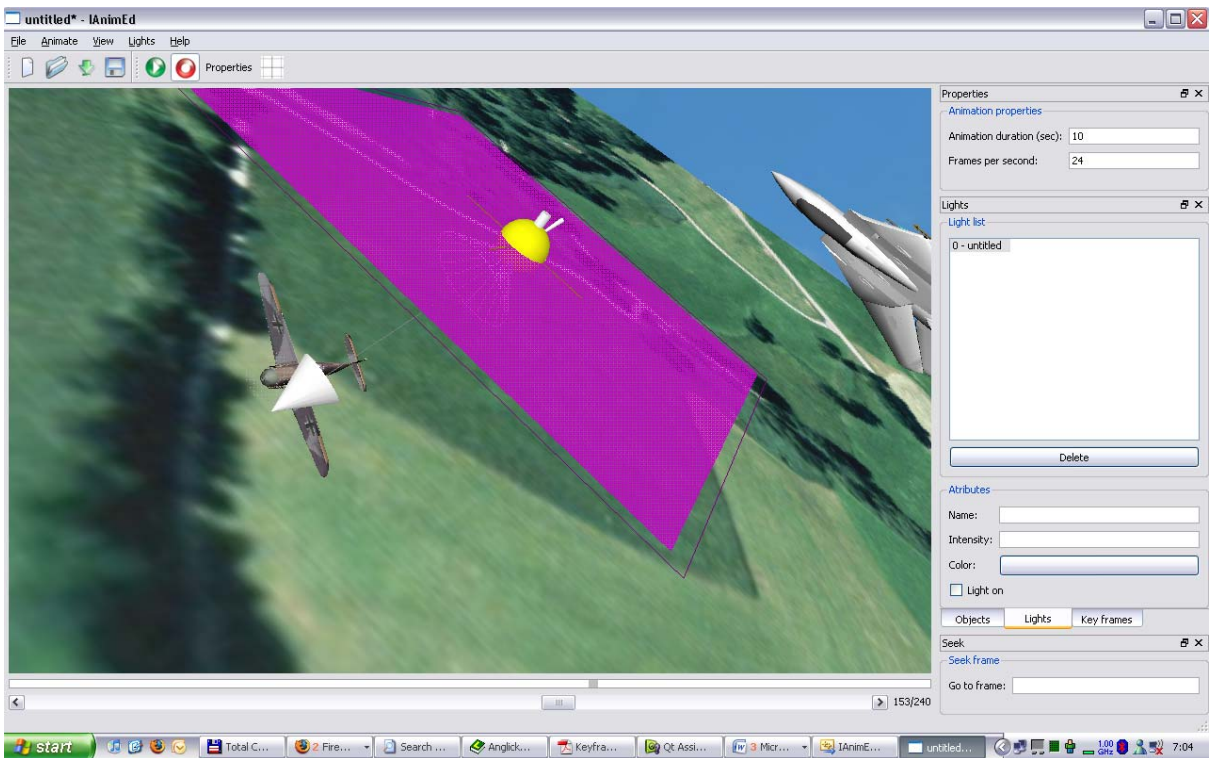 untitled* - IAnimEd
File Animate View Lights Help
Properties
Properties
Animation properties
Animation duration (sec): 10
Frames per second: 24
Lights
Light list
0 - untitled
Delete
Atributes
Name:
Intensity:
Color:
Light on
Objects Lights Key frames
Seek
Seek frame
Go to frame:
153/240
start Total C... 2 Fire... Search ... Anglick... Keyfra... Qt Assi... 3 Micr... IAnimE... untitled... 1,00 GHz 7:04